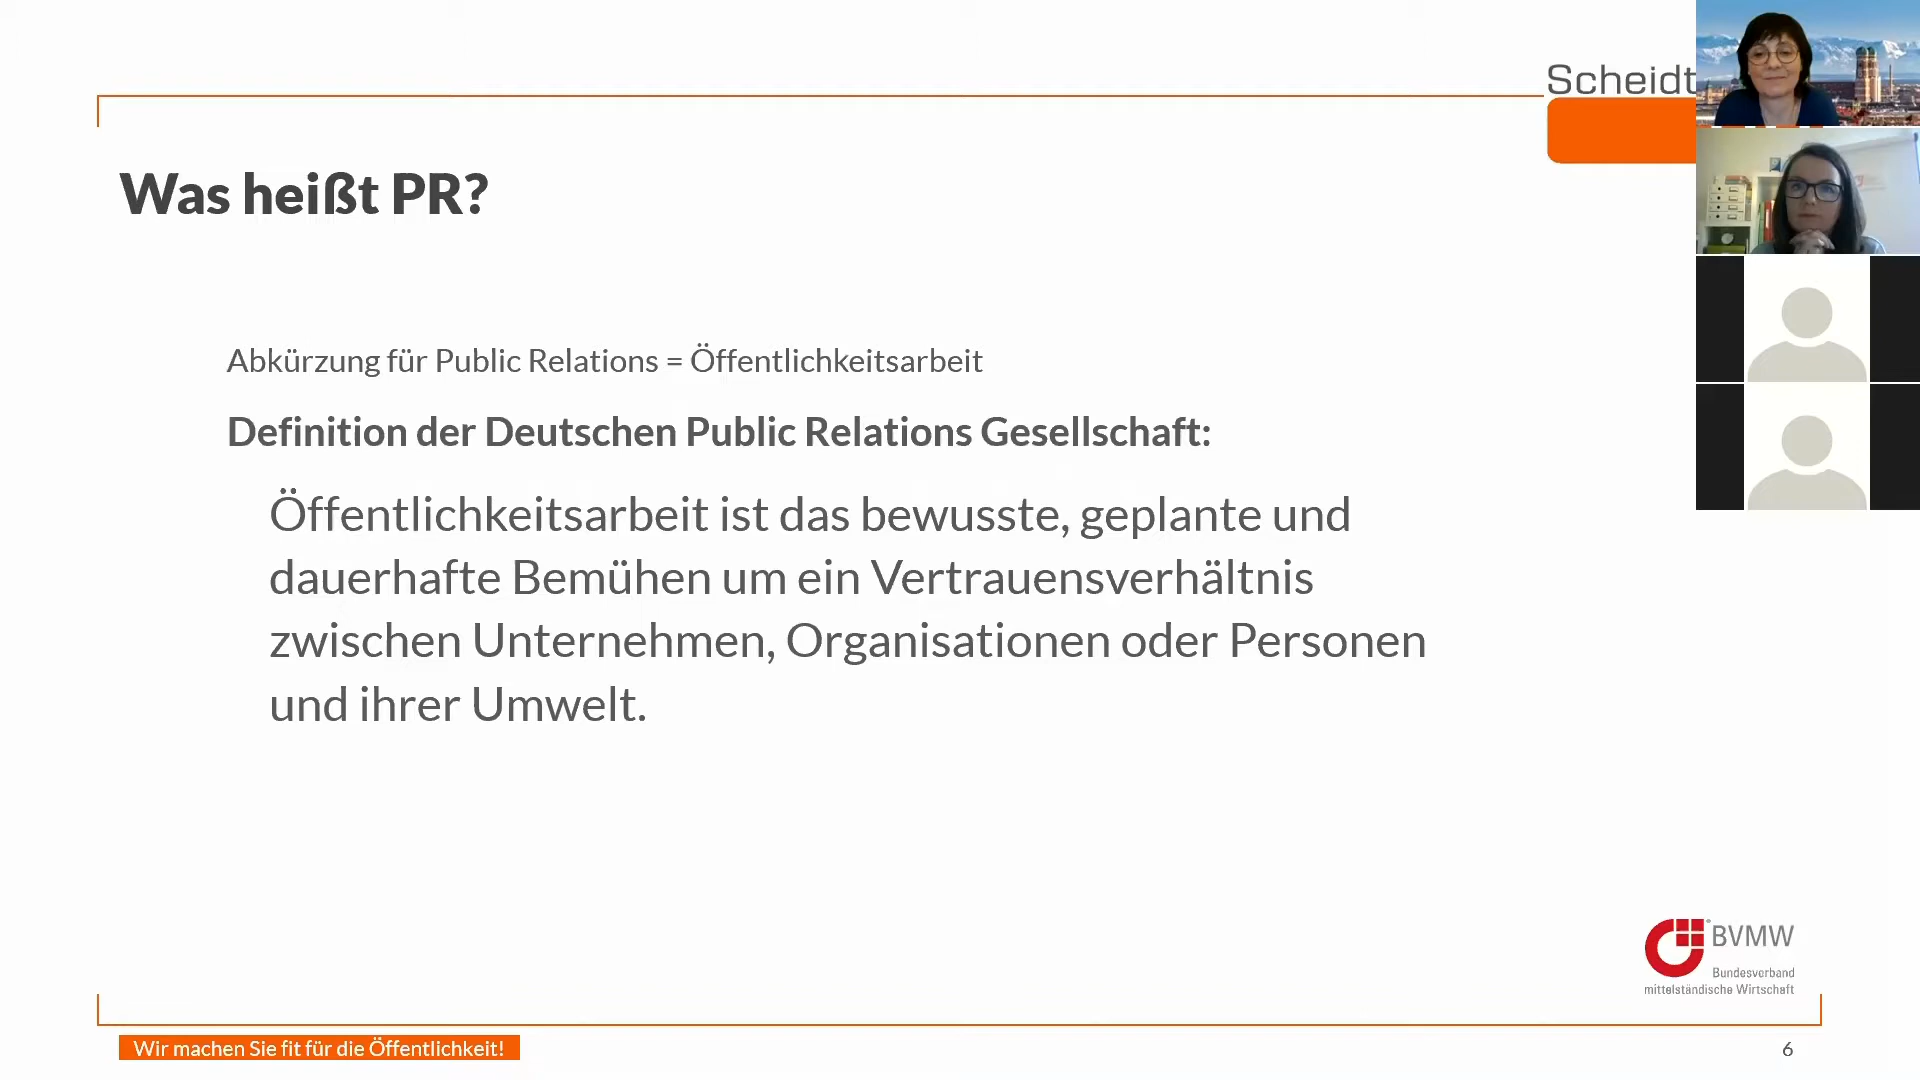 Scheidt
Was heißt PR?
Abkürzung für Public Relations = Öffentlichkeitsarbeit
Definition der Deutschen Public Relations Gesellschaft:
Öffentlichkeitsarbeit ist das bewusste, geplante und
dauerhafte Bemühen um ein Vertrauensverhältnis
zwischen Unternehmen, Organisationen oder Personen
und ihrer Umwelt.
BVMW
Bundesverband
mittelständische Wirtschaft
Wir machen Sie fit für die Öffentlichkeit!
6